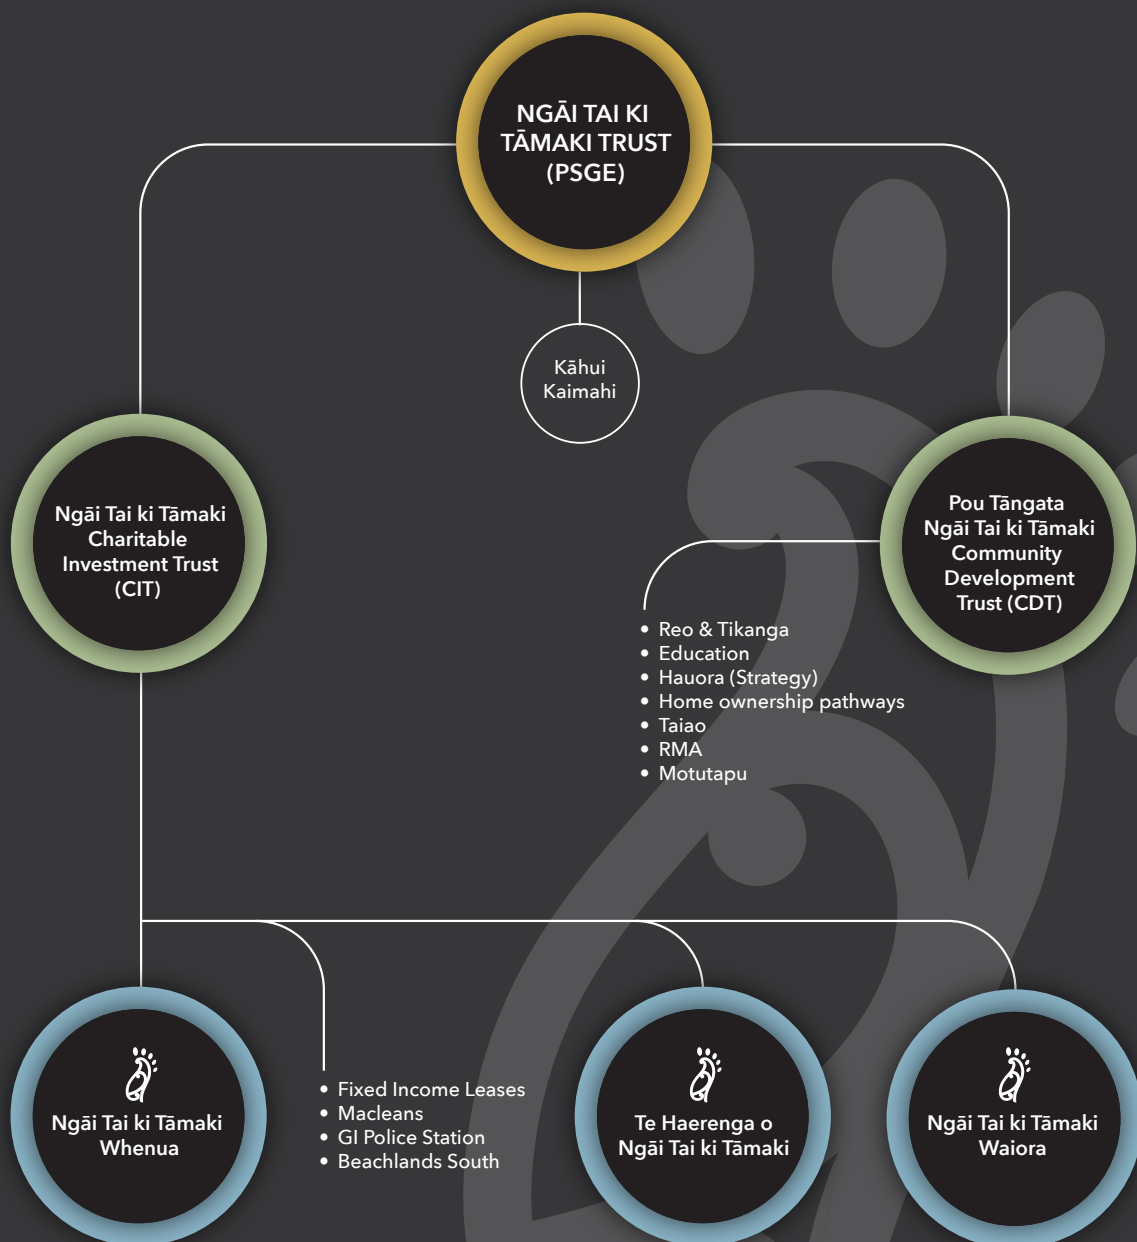 NGĀI TAI KI
TĀMAKI TRUST
(PSGE)
Kāhui
Kaimahi
Ngāi Tai ki Tāmaki
Charitable
Investment Trust
(CIT)
Pou Tāngata
Ngāi Tai ki Tāmaki
Community
Development
Trust (CDT)
• Reo & Tikanga
• Education
• Hauora (Strategy)
• Home ownership pathways
• Taiao
• RMA
• Motutapu
Ngāi Tai ki Tāmaki
Whenua
• Fixed Income Leases
• Macleans
• GI Police Station
• Beachlands South
Te Haerenga o
Ngāi Tai ki Tāmaki
Ngāi Tai ki Tāmaki
Waiora